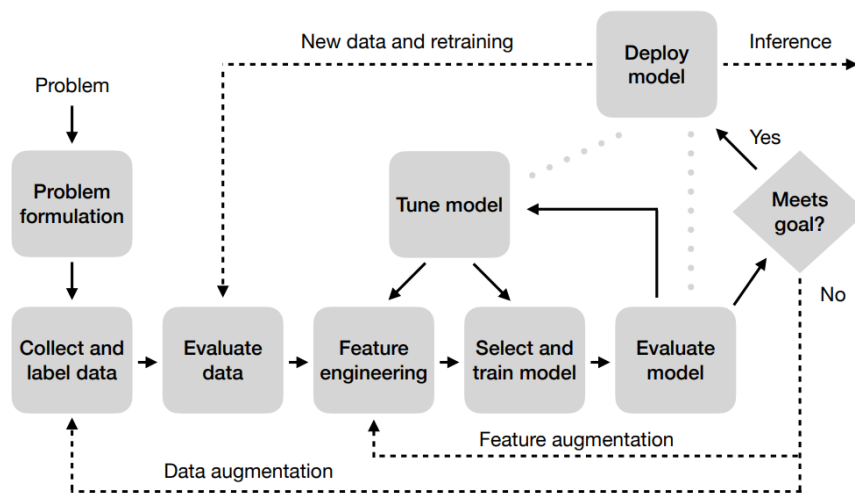 New data and retraining
Deploy
model
Inference
Problem
Yes
Problem
formulation
Tune model
Meets
goal?
No
Collect and
label data
Evaluate
data
Feature
engineering
Select and
train model
Evaluate
model
Feature augmentation
Data augmentation